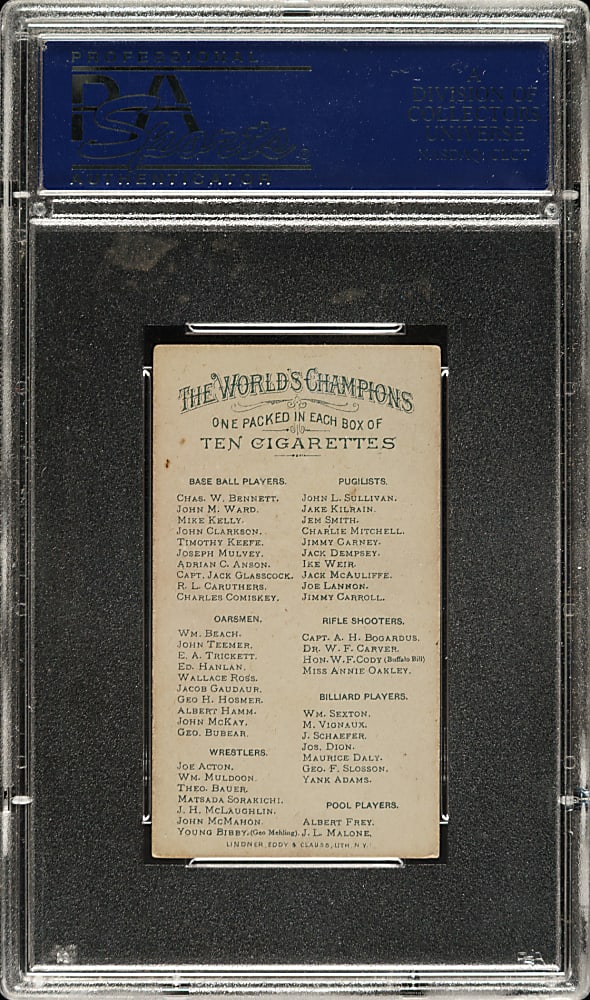 PROFESSIONAL
PSA
Sports
AUTHENTICATOR
A
DIVISION OF
COLLECTORS
UNIVERSE
NASDAQ: CLCT
THE WORLD'S CHAMPIONS
ONE PACKED IN EACH BOX OF
TEN CIGARETTES
BASE BALL PLAYERS.
CHAS. W. BENNETT.
JOHN M. WARD.
MIKE KELLY.
JOHN CLARKSON.
TIMOTHY KEEFE.
JOSEPH MULVEY.
ADRIAN C. ANSON.
CAPT. JACK GLASSCOCK.
R. L. CARUTHERS.
CHARLES COMISKEY.
OARSMEN.
WM. BEACH.
JOHN TEEMER.
E. A. TRICKETT.
ED. HANLAN.
WALLACE ROSS.
JACOB GAUDAUR.
GEO H. HOSMER.
ALBERT HAMM.
JOHN McKAY.
GEO. BUBEAR.
WRESTLERS.
JOE ACTON.
WM. MULDOON.
THEO. BAUER.
MATSADA SORAKICHI.
J. H. McLAUGHLIN.
JOHN McMAHON.
YOUNG BIBBY.(Geo Mehling).
PUGILISTS.
JOHN L. SULLIVAN.
JAKE KILRAIN.
JEM SMITH.
CHARLIE MITCHELL.
JIMMY CARNEY.
JACK DEMPSEY.
IKE WEIR.
JACK McAULIFFE.
JOE LANNON.
JIMMY CARROLL.
RIFLE SHOOTERS.
CAPT. A. H. BOGARDUS.
DR. W. F. CARVER.
HON. W.F. CODY (Buffalo Bill)
MISS ANNIE OAKLEY.
BILLIARD PLAYERS.
WM. SEXTON.
M. VIGNAUX.
J. SCHAEFER.
JOS. DION.
MAURICE DALY.
GEO. F. SLOSSON.
YANK ADAMS.
POOL PLAYERS.
ALBERT FREY.
J. L. MALONE.
LINDNER, EDDY & CLAUSS, LITH. N.Y.